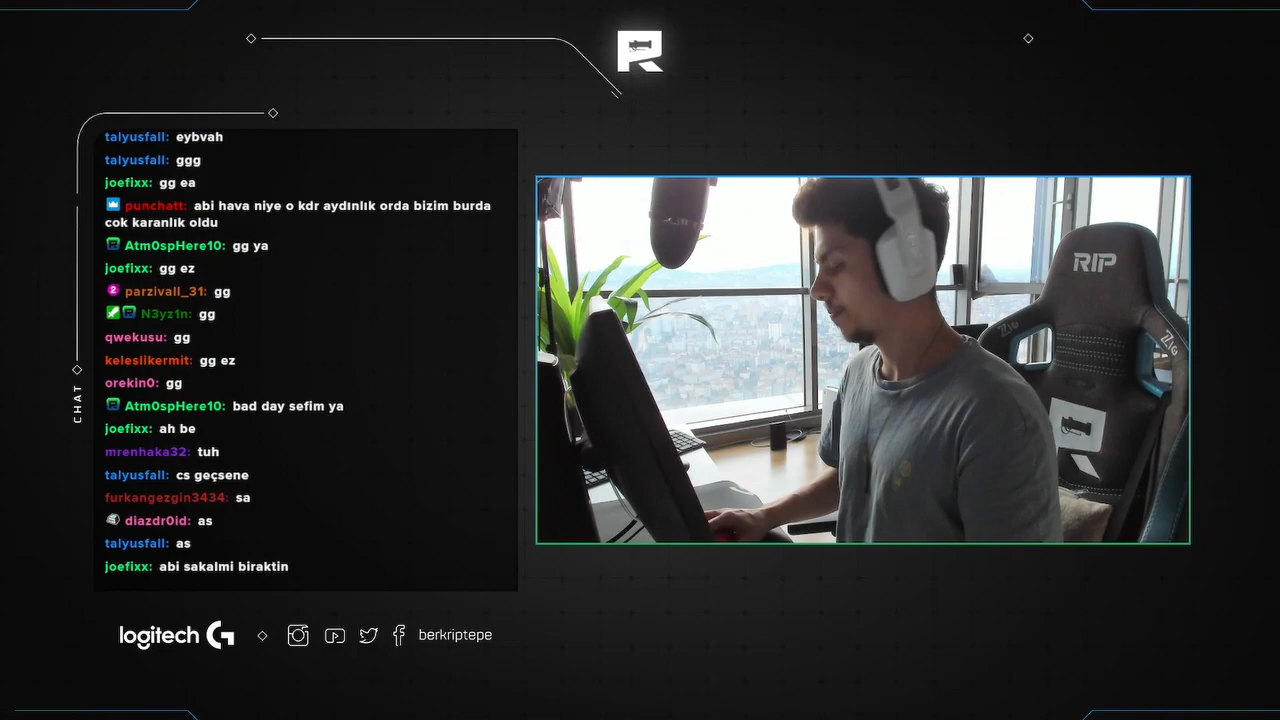 R
talyusfall: eybvah
talyusfall: ggg
joefixx: gg ea
punchatt: abi hava niye o kdr aydınlık orda bizim burda
cok karanlık oldu
Atm0spHere10: gg ya
joefixx: gg ez
2 parzivall_31: gg
N3yz1n: gg
qwekusu: gg
keleslikermit: gg ez
orekin0: gg
Atm0spHere10: bad day sefim ya
joefixx: ah be
mrenhaka32: tuh
talyusfall: cs geçsene
furkangezgin3434: sa
diazdr0id: as
talyusfall: as
joefixx: abi sakalmi biraktin
CHAT
RIP
logitech G
berkriptepe